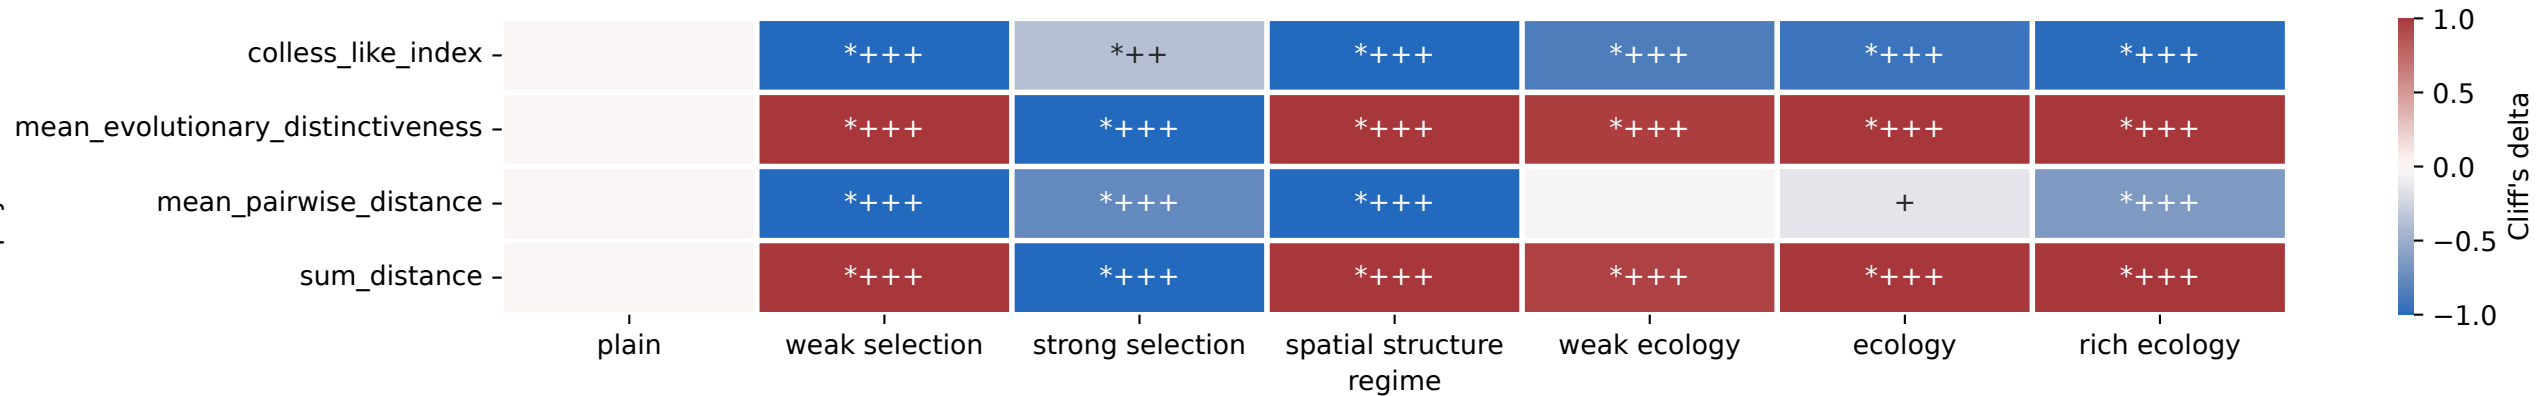 colless_like_index *+++ *++ *+++ *+++ *+++ *+++
mean_evolutionary_distinctiveness *+++ *+++ *+++ *+++ *+++ *+++
mean_pairwise_distance *+++ *+++ *+++ + *+++
sum_distance *+++ *+++ *+++ *+++ *+++ *+++
plain weak selection strong selection spatial structure weak ecology ecology rich ecology
regime
1.0
0.5
0.0
−0.5
−1.0
Cliff's delta